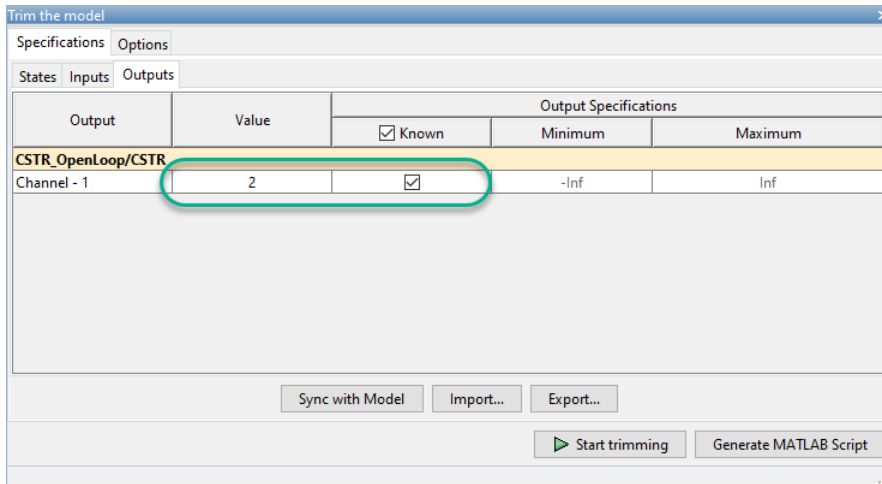 Trim the model
Specifications Options
States Inputs Outputs
Output Value Output Specifications
Known Minimum Maximum
CSTR_OpenLoop/CSTR
Channel - 1 2 -Inf Inf
Sync with Model Import... Export...
Start trimming Generate MATLAB Script